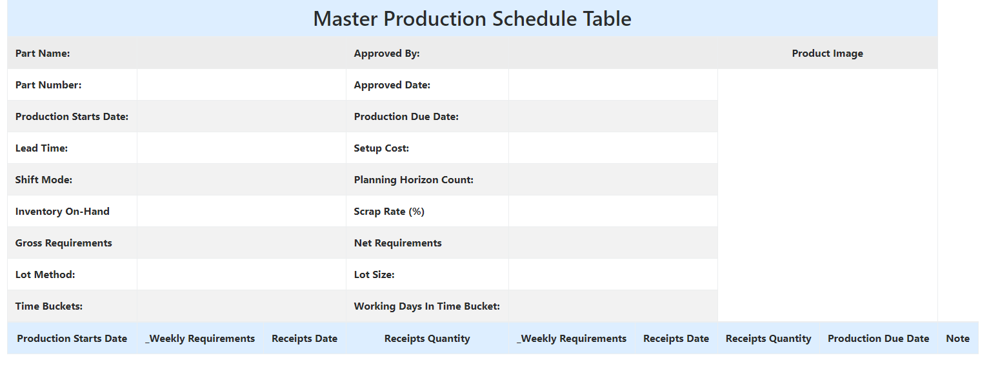 Master Production Schedule Table
Part Name: Approved By: Product Image
Part Number: Approved Date:
Production Starts Date: Production Due Date:
Lead Time: Setup Cost:
Shift Mode: Planning Horizon Count:
Inventory On-Hand Scrap Rate (%)
Gross Requirements Net Requirements
Lot Method: Lot Size:
Time Buckets: Working Days In Time Bucket:
Production Starts Date _Weekly Requirements Receipts Date Receipts Quantity _Weekly Requirements Receipts Date Receipts Quantity Production Due Date Note